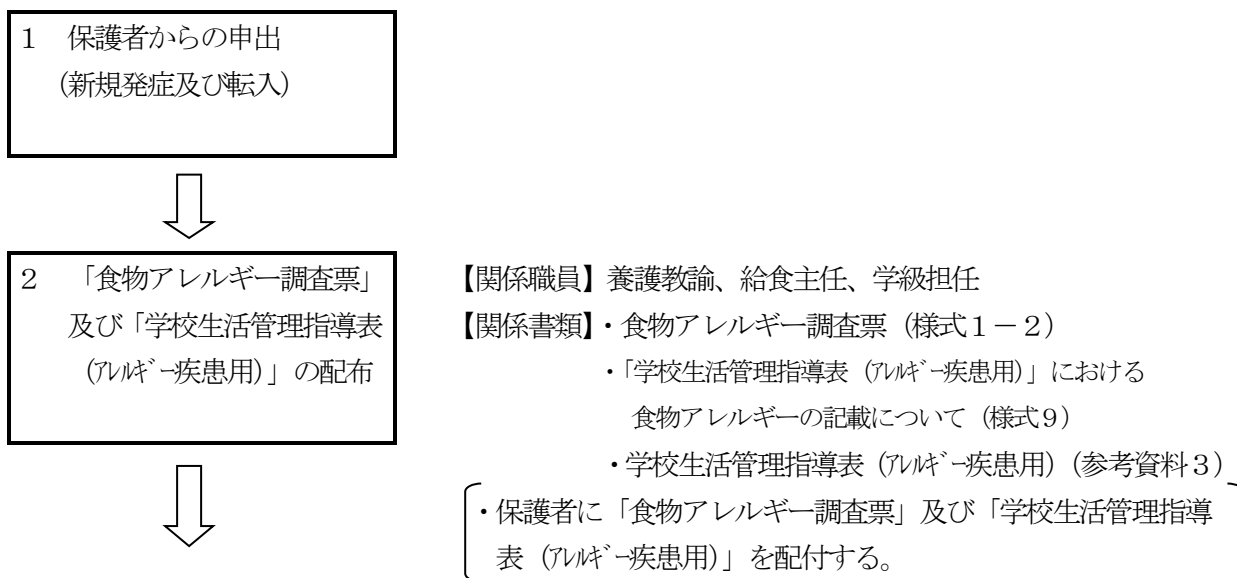 1 保護者からの申出
(新規発症及び転入)
2 「食物アレルギー調査票」
及び「学校生活管理指導表
(ｱﾚﾙｷﾞｰ疾患用)」の配布
【関係職員】養護教諭、給食主任、学級担任
【関係書類】・食物アレルギー調査票（様式１－２）
・「学校生活管理指導表（ｱﾚﾙｷﾞｰ疾患用）」における
食物アレルギーの記載について（様式９）
・学校生活管理指導表（ｱﾚﾙｷﾞｰ疾患用）（参考資料３）
・保護者に「食物アレルギー調査票」及び「学校生活管理指導
表（ｱﾚﾙｷﾞｰ疾患用）」を配付する。